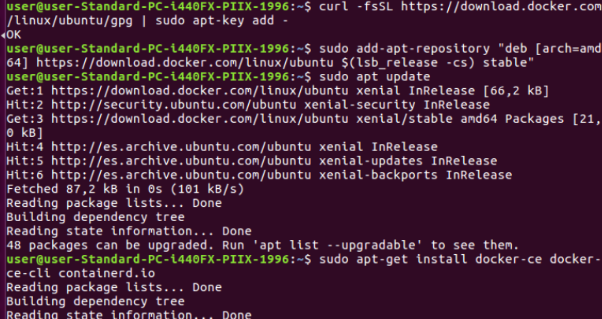 user@user-Standard-PC-i440FX-PIIX-1996:~$ curl -fsSL https://download.docker.com
/linux/ubuntu/gpg | sudo apt-key add -
OK
user@user-Standard-PC-i440FX-PIIX-1996:~$ sudo add-apt-repository "deb [arch=amd
64] https://download.docker.com/linux/ubuntu $(lsb_release -cs) stable"
user@user-Standard-PC-i440FX-PIIX-1996:~$ sudo apt update
Get:1 https://download.docker.com/linux/ubuntu xenial InRelease [66,2 kB]
Hit:2 http://security.ubuntu.com/ubuntu xenial-security InRelease
Get:3 https://download.docker.com/linux/ubuntu xenial/stable amd64 Packages [21,
0 kB]
Hit:4 http://es.archive.ubuntu.com/ubuntu xenial InRelease
Hit:5 http://es.archive.ubuntu.com/ubuntu xenial-updates InRelease
Hit:6 http://es.archive.ubuntu.com/ubuntu xenial-backports InRelease
Fetched 87,2 kB in 0s (101 kB/s)
Reading package lists... Done
Building dependency tree
Reading state information... Done
48 packages can be upgraded. Run 'apt list --upgradable' to see them.
user@user-Standard-PC-i440FX-PIIX-1996:~$ sudo apt-get install docker-ce docker-
ce-cli containerd.io
Reading package lists... Done
Building dependency tree
Reading state information... Done